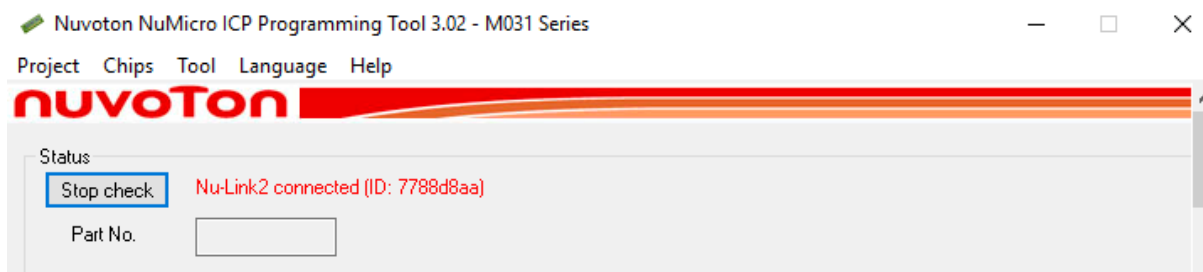 Nuvoton NuMicro ICP Programming Tool 3.02 - M031 Series
Project Chips Tool Language Help
nuvoTon
Status
Stop check Nu-Link2 connected (ID: 7788d8aa)
Part No.